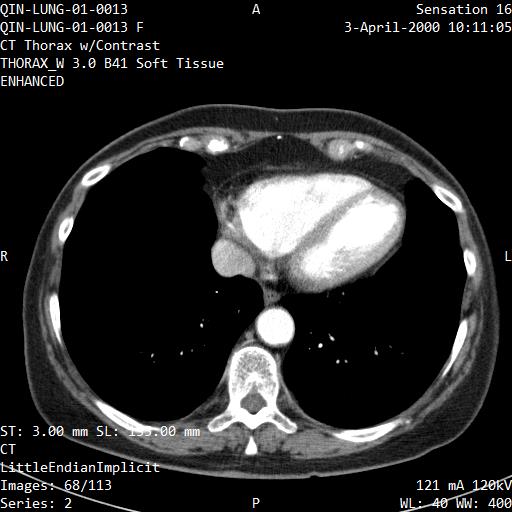 QIN-LUNG-01-0013
A
Sensation 16
QIN-LUNG-01-0013 F
3-April-2000 10:11:05
CT Thorax w/Contrast
THORAX_W 3.0 B41 Soft Tissue
ENHANCED
R
L
ST: 3.00 mm SL: 155.00 mm
CT
LittleEndianImplicit
Images: 68/113
121 mA 120kV
Series: 2
P
WL: 40 WW: 400